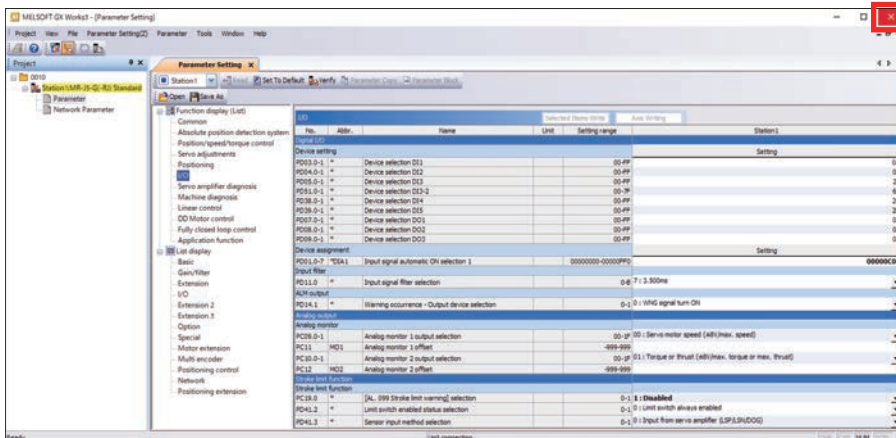 MELSOFT GX Works3 - [Parameter Setting]
Project View Parameter Setting(Z) Parameter Tools Window Help
Project
Parameter Setting
0010
Station1:MR-J5-G(-RJ) Standard
Parameter
Network Parameter
Station1 Read Set To Default Verify Parameter Copy Parameter Block
Open Save As
Function display (List)
Common
Absolute position detection system
Position/speed/torque control
Servo adjustments
Positioning
I/O
Servo amplifier diagnosis
Machine diagnosis
Linear control
DD Motor control
Fully closed loop control
Application function
List display
Basic
Gain/filter
Extension
I/O
Extension 2
Extension 3
Option
Special
Motor extension
Multi encoder
Positioning control
Network
Positioning extension
I/O Selected Items Write Axis Writing
No. Abbr. Name Unit Setting range Station1
Digital I/O
Device setting Setting
PD03.0-1 * Device selection DI1 00-FF 0
PD04.0-1 * Device selection DI2 00-FF 0
PD05.0-1 * Device selection DI3 00-FF 2
PD51.0-1 * Device selection DI3-2 00-7F 6
PD38.0-1 * Device selection DI4 00-FF 2
PD39.0-1 * Device selection DI5 00-FF 2
PD07.0-1 * Device selection DO1 00-FF 0
PD08.0-1 * Device selection DO2 00-FF 0
PD09.0-1 * Device selection DO3 00-FF 0
Device assignment Setting
PD01.0-7 *DIA1 Input signal automatic ON selection 1 00000000-00000FF0 00000C0
Input filter
PD11.0 * Input signal filter selection 0-B 7 : 3.500ms
ALM output
PD14.1 * Warning occurrence - Output device selection 0-1 0 : WNG signal turn ON
Analog output
Analog monitor
PC09.0-1 Analog monitor 1 output selection 00-1F 00 : Servo motor speed (±8V/max. speed)
PC11 MO1 Analog monitor 1 offset -999-999
PC10.0-1 Analog monitor 2 output selection 00-1F 01 : Torque or thrust (±8V/max. torque or max. thrust)
PC12 MO2 Analog monitor 2 offset -999-999
Stroke limit function
Stroke limit function
PC19.0 * [AL. 099 Stroke limit warning] selection 0-1 1 : Disabled
PD41.2 * Limit switch enabled status selection 0-1 0 : Limit switch always enabled
PD41.3 * Sensor input method selection 0-1 0 : Input from servo amplifier (LSP/LSN/DOG)
Ready